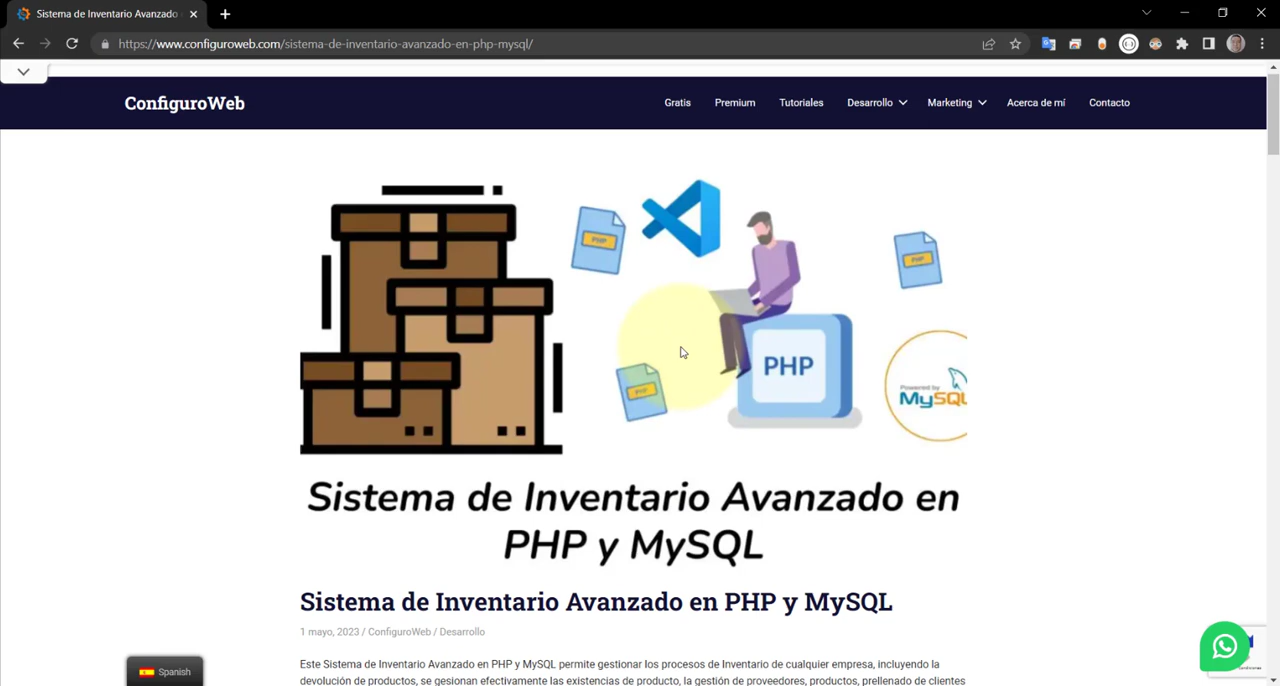 Sistema de Inventario Avanzado
https://www.configuroweb.com/sistema-de-inventario-avanzado-en-php-mysql/
ConfiguroWeb
Gratis Premium Tutoriales Desarrollo Marketing Acerca de mí Contacto
PHP
PHP
PHP
PHP
Powered by
MySQL
Sistema de Inventario Avanzado en
PHP y MySQL
Sistema de Inventario Avanzado en PHP y MySQL
1 mayo, 2023 / ConfiguroWeb / Desarrollo
Este Sistema de Inventario Avanzado en PHP y MySQL permite gestionar los procesos de Inventario de cualquier empresa, incluyendo la
devolución de productos, se gesionan efectivamente las existencias de producto, la gestión de proveedores, productos, prellenado de clientes
Spanish